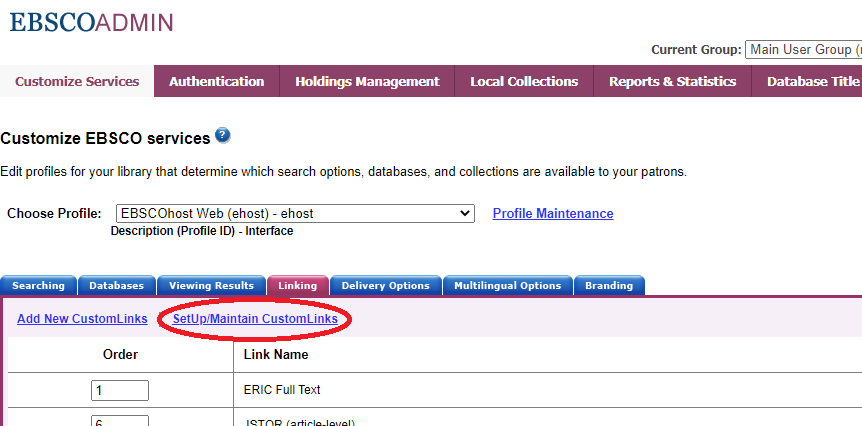 EBSCOADMIN
Current Group: Main User Group (
Customize Services Authentication Holdings Management Local Collections Reports & Statistics Database Title
Customize EBSCO services ?
Edit profiles for your library that determine which search options, databases, and collections are available to your patrons.
Choose Profile: EBSCOhost Web (ehost) - ehost Profile Maintenance
Description (Profile ID) - Interface
Searching Databases Viewing Results Linking Delivery Options Multilingual Options Branding
Add New CustomLinks SetUp/Maintain CustomLinks
Order Link Name
1 ERIC Full Text
6 JSTOR (article-level)